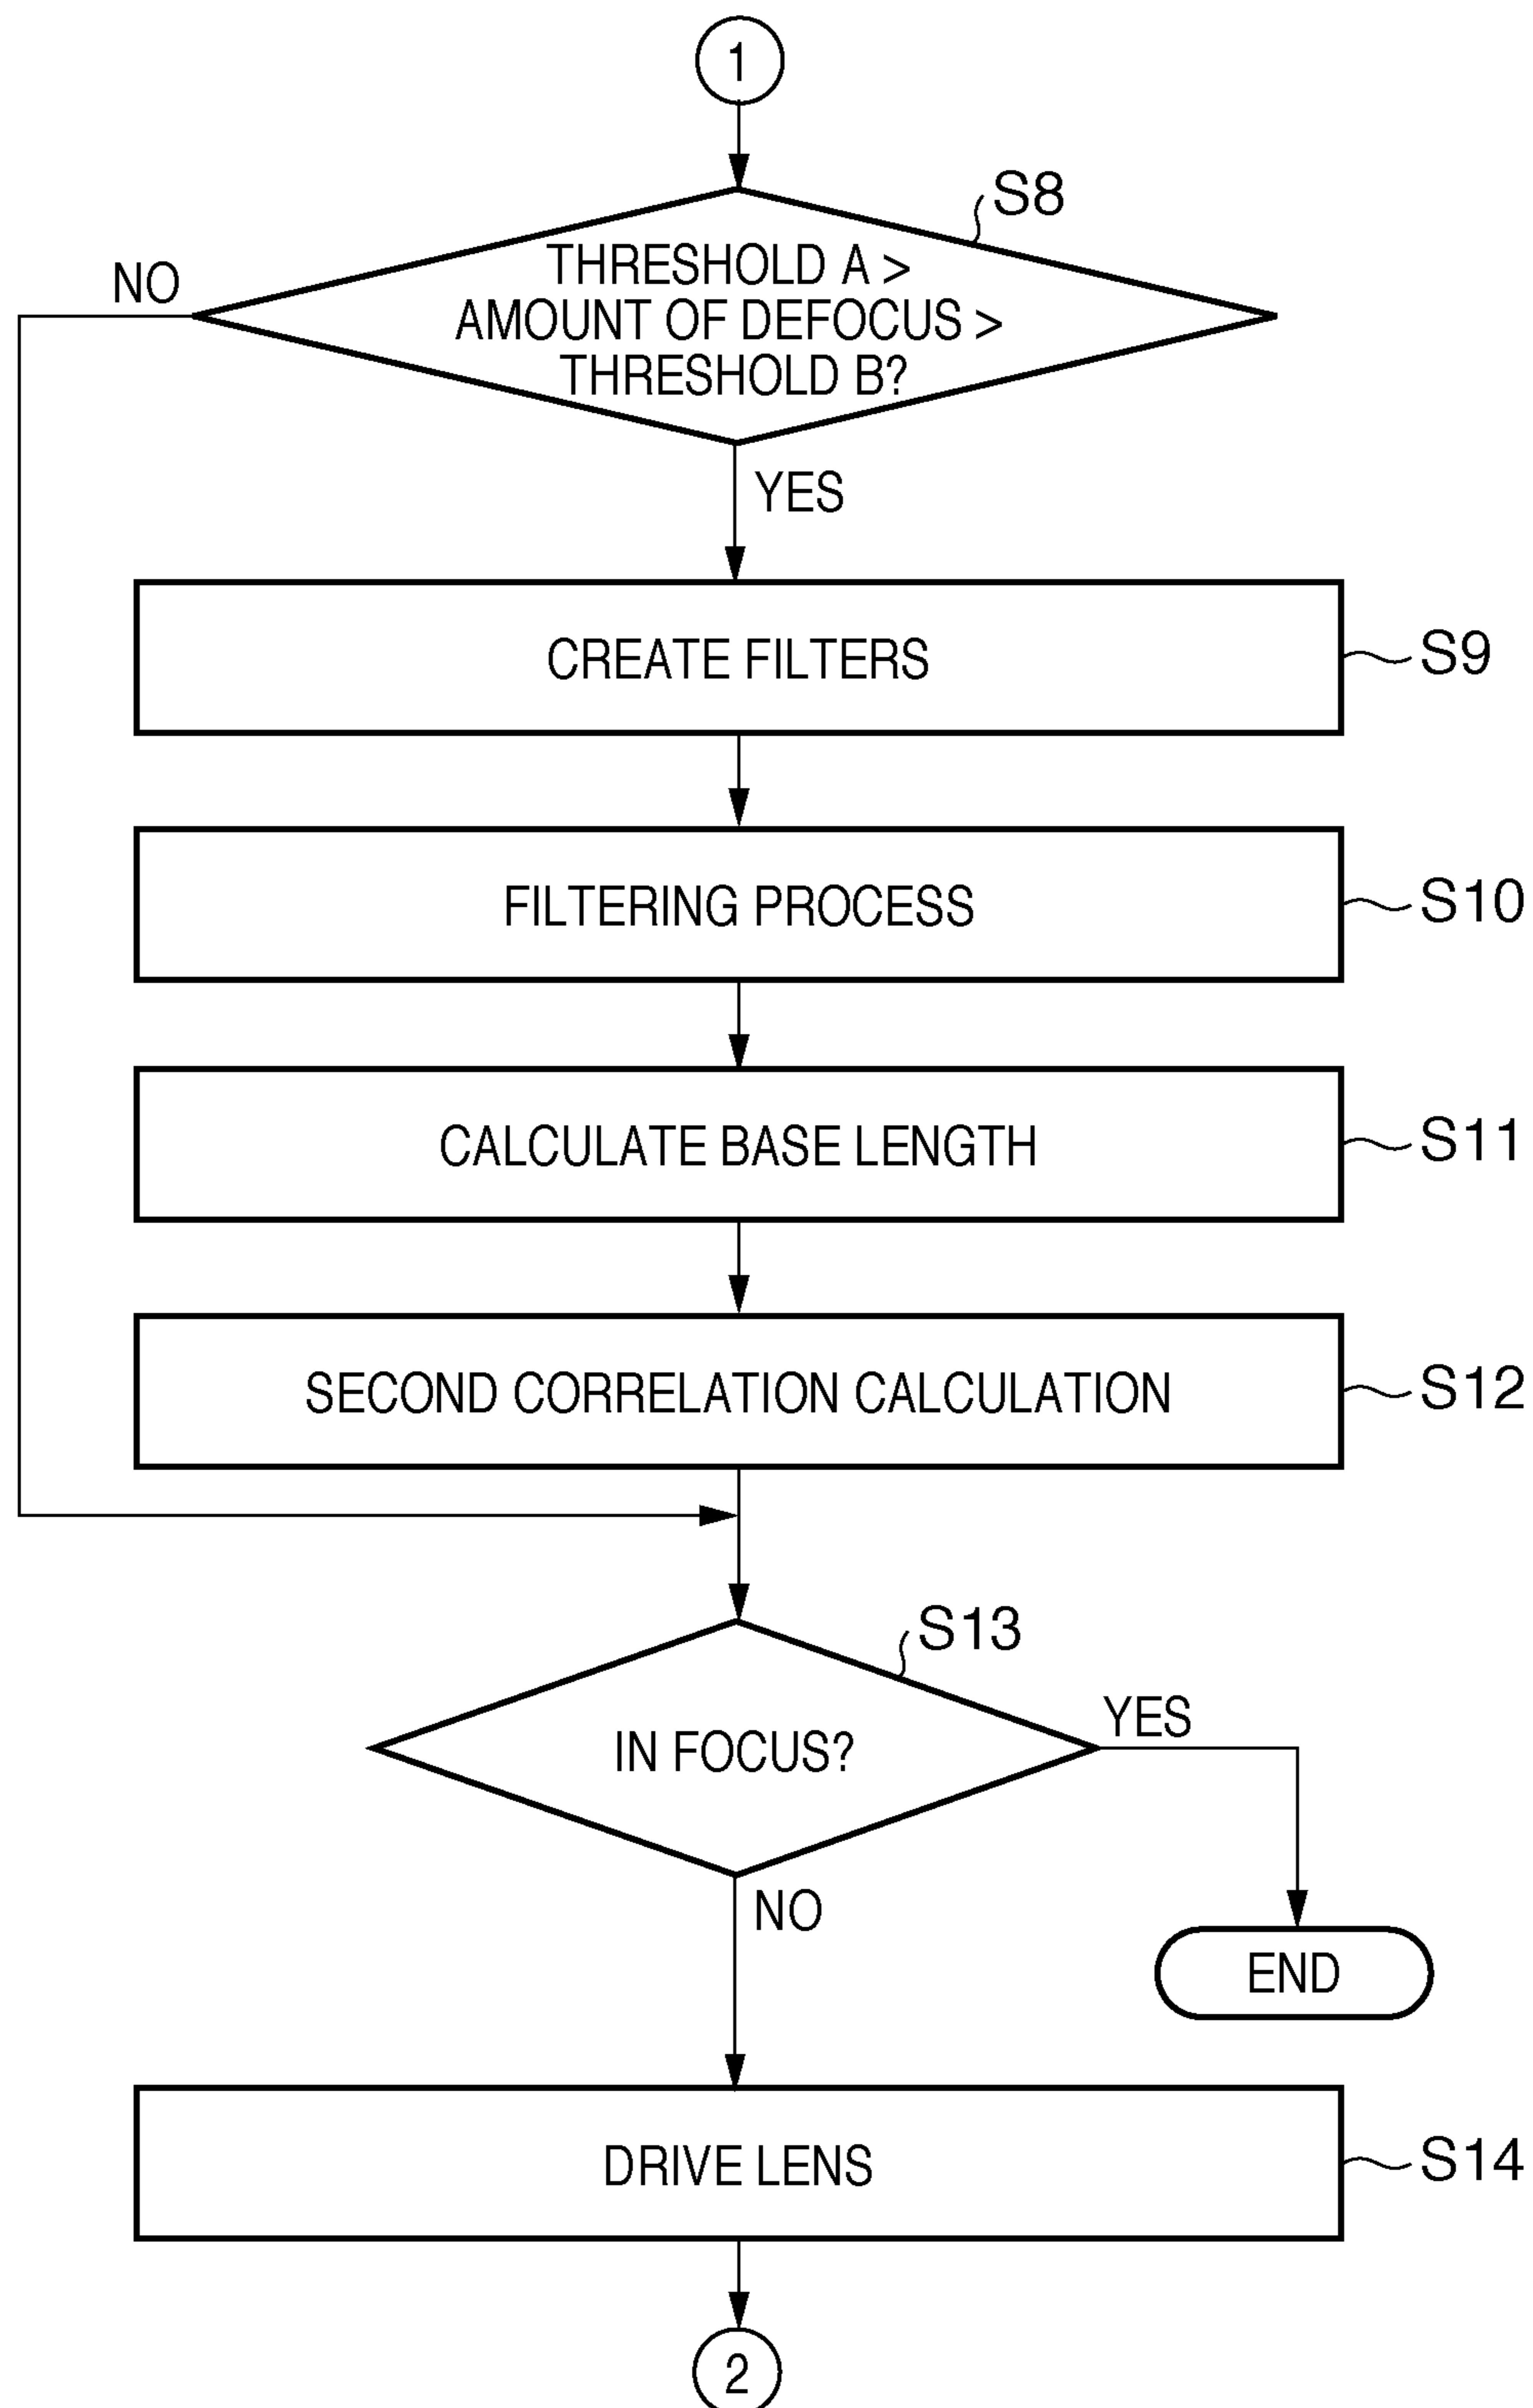 1
S8
THRESHOLD A >
AMOUNT OF DEFOCUS >
THRESHOLD B?
NO
YES
CREATE FILTERS
S9
FILTERING PROCESS
S10
CALCULATE BASE LENGTH
S11
SECOND CORRELATION CALCULATION
S12
S13
IN FOCUS?
YES
NO
END
DRIVE LENS
S14
2